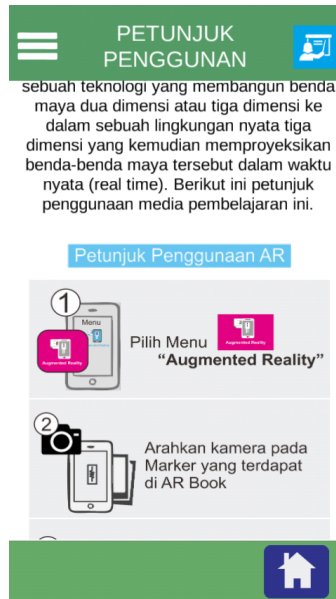 PETUNJUK
PENGGUNAN
sebuah teknologi yang membangun benda
maya dua dimensi atau tiga dimensi ke
dalam sebuah lingkungan nyata tiga
dimensi yang kemudian memproyeksikan
benda-benda maya tersebut dalam waktu
nyata (real time). Berikut ini petunjuk
penggunaan media pembelajaran ini.
Petunjuk Penggunaan AR
1
Menu
Augmented Reality
Pilih Menu
Augmented Reality
“Augmented Reality”
2
Arahkan kamera pada
Marker yang terdapat
di AR Book